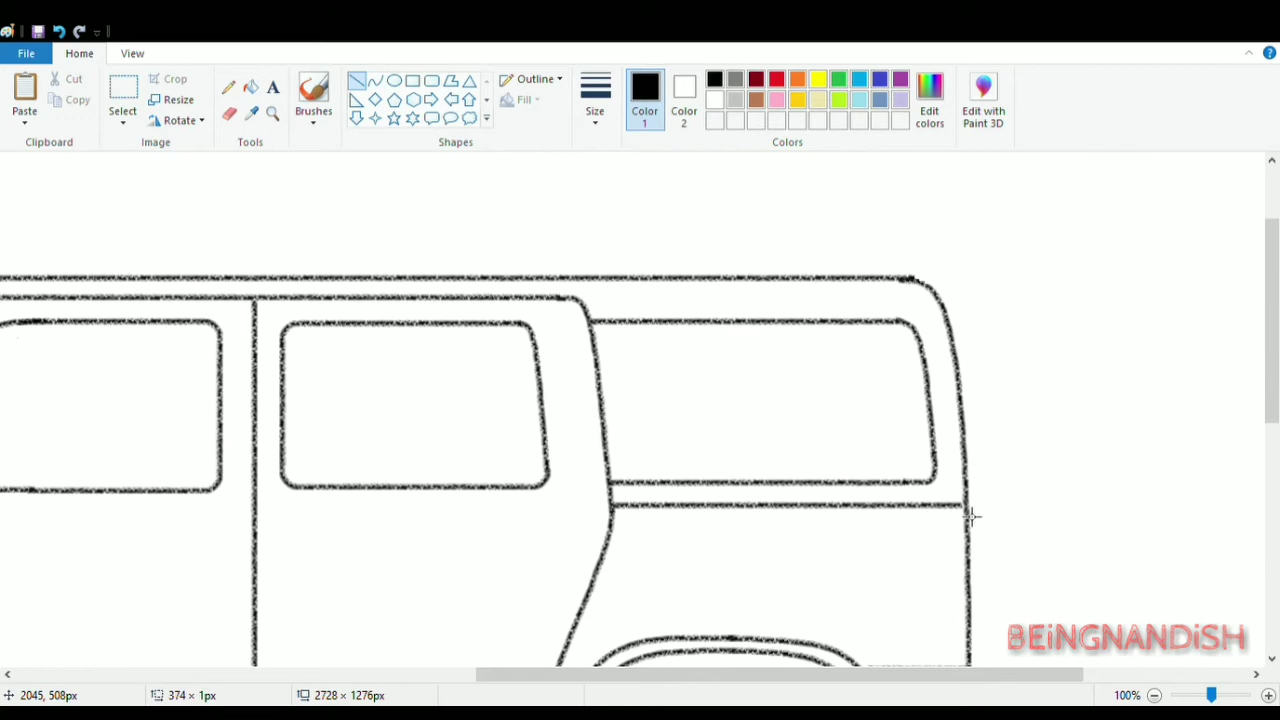 File Home View
Paste
Cut
Copy
Clipboard
Select
Crop
Resize
Rotate
Image
A
Tools
Brushes
Shapes
Outline
Fill
Size
Color
1
Color
2
Edit
colors
Colors
Edit with
Paint 3D
BEiNGNANDiSH
2045, 508px
374 × 1px
2728 × 1276px
100%